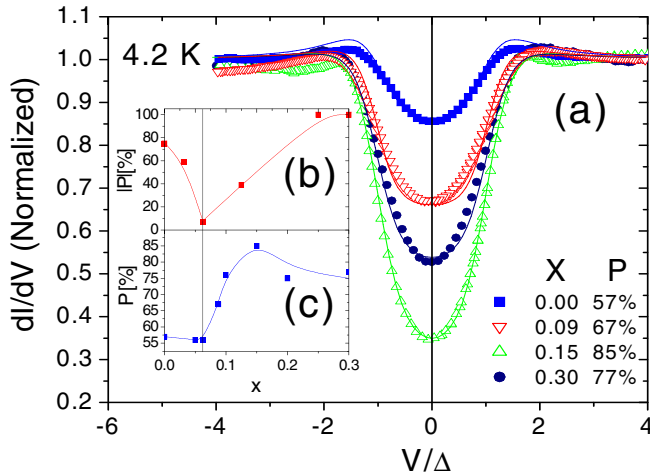 1.1
1.0
0.9
0.8
0.7
0.6
0.5
0.4
0.3
0.2
dI/dV (Normalized)
4.2 K
(a)
100
80
60
40
20
0
|P|[%]
(b)
85
80
75
70
65
60
55
P[%]
(c)
0.0 0.1 0.2 0.3
x
X P
0.00 57%
0.09 67%
0.15 85%
0.30 77%
-6 -4 -2 0 2 4
V/Δ